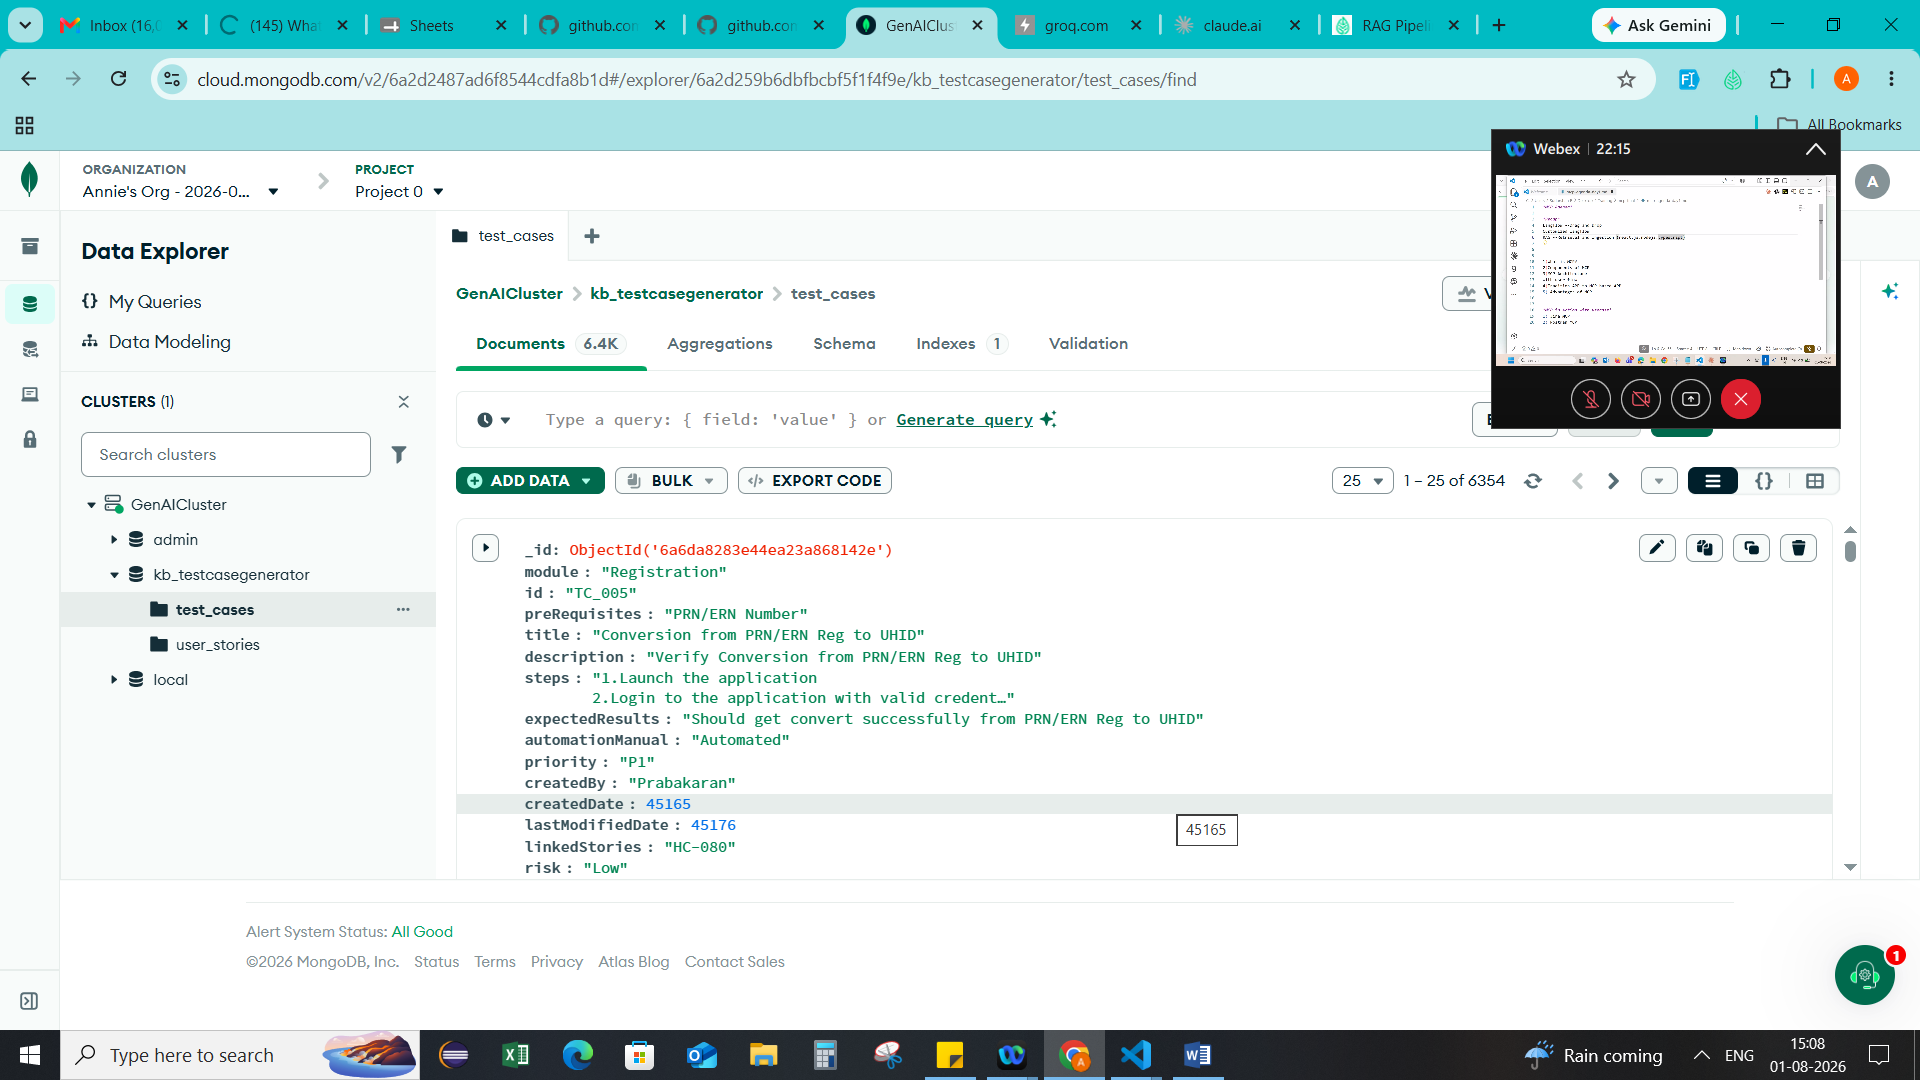 Inbox (16,0
(145) What
Sheets
github.con
github.con
GenAIClus
groq.com
claude.ai
RAG Pipeli
Ask Gemini
cloud.mongodb.com/v2/6a2d2487ad6f8544cdfa8b1d#/explorer/6a2d259b6dbfbcbf5f1f4f9e/kb_testcasegenerator/test_cases/find
A
All Bookmarks
ORGANIZATION
Annie's Org - 2026-0...
PROJECT
Project 0
Webex | 22:15
A
Data Explorer
My Queries
Data Modeling
CLUSTERS (1)
Search clusters
GenAICluster
admin
kb_testcasegenerator
test_cases
user_stories
local
test_cases
GenAICluster
kb_testcasegenerator
test_cases
Documents 6.4K
Aggregations
Schema
Indexes 1
Validation
Type a query: { field: 'value' } or Generate query
ADD DATA
BULK
EXPORT CODE
25
1 – 25 of 6354
_id: ObjectId('6a6da8283e44ea23a868142e')
module : "Registration"
id : "TC_005"
preRequisites : "PRN/ERN Number"
title : "Conversion from PRN/ERN Reg to UHID"
description : "Verify Conversion from PRN/ERN Reg to UHID"
steps : "1.Launch the application
2.Login to the application with valid credent…"
expectedResults : "Should get convert successfully from PRN/ERN Reg to UHID"
automationManual : "Automated"
priority : "P1"
createdBy : "Prabakaran"
createdDate : 45165
lastModifiedDate : 45176
45165
linkedStories : "HC-080"
risk : "Low"
Alert System Status: All Good
©2026 MongoDB, Inc.
Status
Terms
Privacy
Atlas Blog
Contact Sales
1
Type here to search
Rain coming
ENG
15:08
01-08-2026